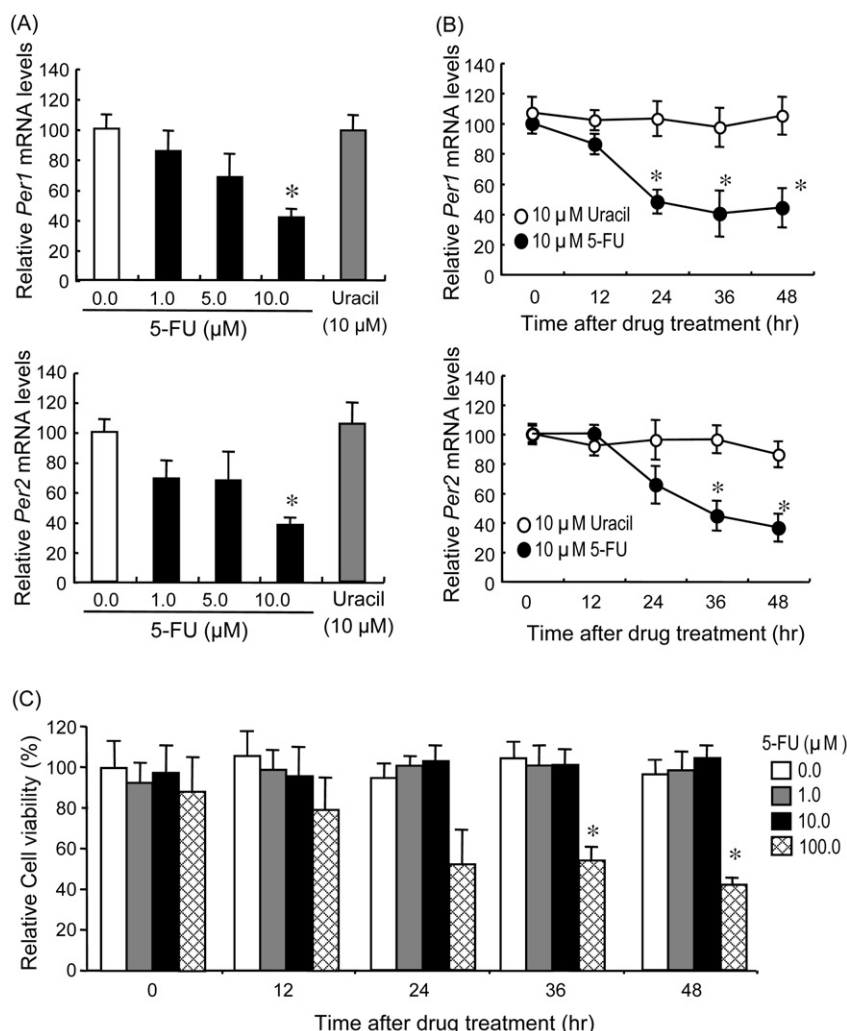 (A)
Relative Per1 mRNA levels
140
120
100
80
60
40
20
0
*
0.0 1.0 5.0 10.0 Uracil
5-FU (µM) (10 µM)
(B)
Relative Per1 mRNA levels
140
120
100
80
60
40
20
0
* * *
10 µM Uracil
10 µM 5-FU
0 12 24 36 48
Time after drug treatment (hr)
Relative Per2 mRNA levels
140
120
100
80
60
40
20
0
*
0.0 1.0 5.0 10.0 Uracil
5-FU (µM) (10 µM)
Relative Per2 mRNA levels
140
120
100
80
60
40
20
0
* *
10 µM Uracil
10 µM 5-FU
0 12 24 36 48
Time after drug treatment (hr)
(C)
Relative Cell viability (%)
120
100
80
60
40
20
0
* *
5-FU (µM)
0.0
1.0
10.0
100.0
0 12 24 36 48
Time after drug treatment (hr)